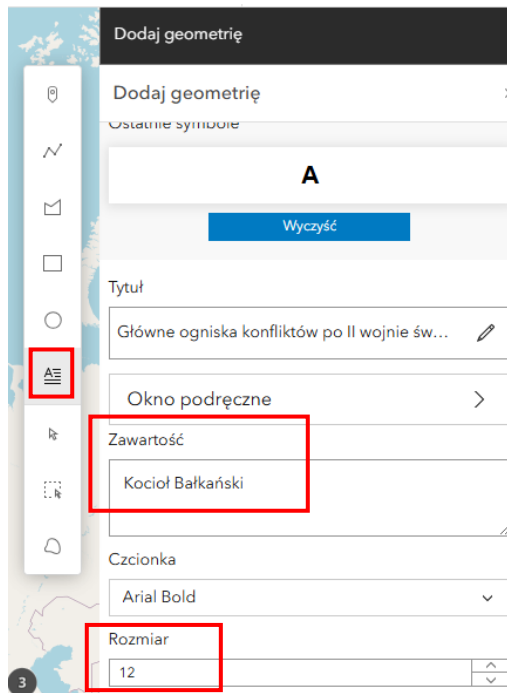 Dodaj geometrię
Dodaj geometrię
Ostatnie symbole
A
Wyczyść
Tytuł
Główne ogniska konfliktów po II wojnie św...
Okno podręczne
Zawartość
Kocioł Bałkański
Czcionka
Arial Bold
Rozmiar
12
3